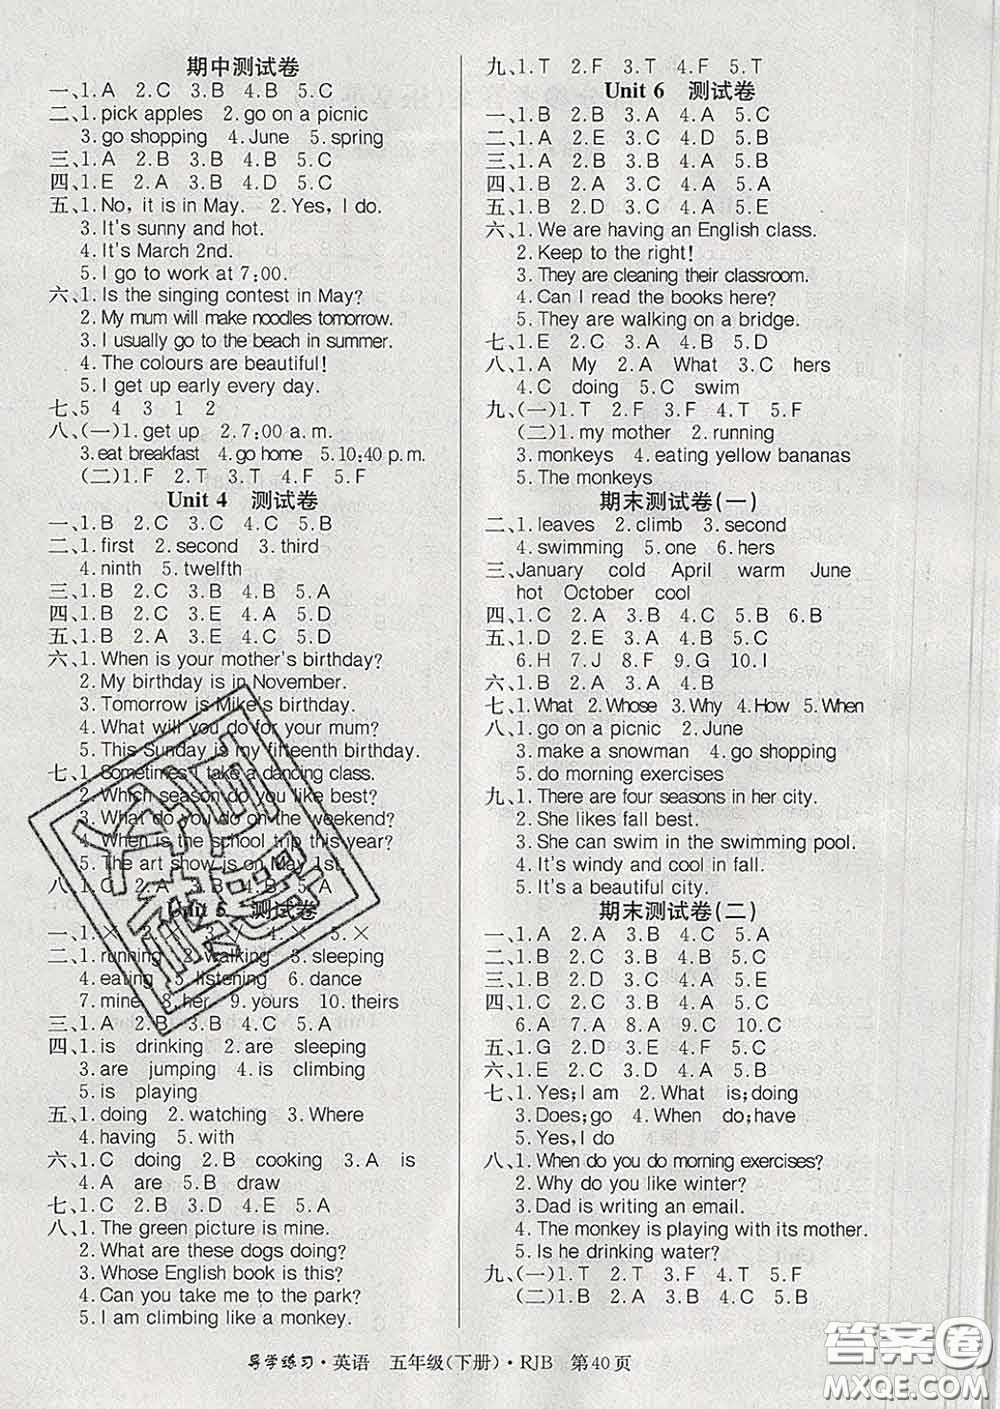 期中测试卷
一、1.A 2.C 3.B 4.B 5.C
二、1.pick apples 2.go on a picnic
3.go shopping 4.June 5.spring
三、1.A 2.B 3.B 5.C
四、1.E 2.A 3.B 4.D 5.C
五、1.No, it is in May. 2.Yes, I do.
3.It's sunny and hot.
4.It's March 2nd.
5.I go to work at 7:00.
六、1.Is the singing contest in May?
2.My mum will make noodles tomorrow.
3.I usually go to the beach in summer.
4.The colours are beautiful!
5.I get up early every day.
七、5 4 3 1 2
八、(一)1.get up 2.7:00 a.m.
3.eat breakfast 4.go home 5.10:40 p.m.
(二)1.F 2.T 3.T 4.F 5.F
Unit 4 测试卷
一、1.B 2.C 3.C 4.C 5.B
二、1.first 2.second 3.third
4.ninth 5.twelfth
三、1.B 2.C 3.B 4.B 5.A
四、1.B 2.C 3.E 4.A 5.D
五、1.B 2.A 3.E 4.C 5.D
六、1.When is your mother's birthday?
2.My birthday is in November.
3.Tomorrow is Mike's birthday.
4.What will you do for your mum?
5.This Sunday is my fifteenth birthday.
七、1.Sometimes I take a dancing class.
2.Which season do you like best?
3.What do you do on the weekend?
4.When is the school trip this year?
5.The art show is on May 1st.
八、1.C 2.A 3.B 5.A
Unit 5 测试卷
一、1.× 3.× 4.× 5.×
二、1.running 2.walking 3.sleeping
4.eating 5.listening 6.dance
7.mine 8.her 9.yours 10.theirs
三、1.A 2.B 3.B 4.C 5.A
四、1.is drinking 2.are sleeping
3.are jumping 4.is climbing
5.is playing
五、1.doing 2.watching 3.Where
4.having 5.with
六、1.C doing 2.B cooking 3.A is
4.A are 5.B draw
七、1.C 2.B 3.D 4.E 5.A
八、1.The green picture is mine.
2.What are these dogs doing?
3.Whose English book is this?
4.Can you take me to the park?
5.I am climbing like a monkey.
九、1.T 2.F 3.T 4.F 5.T
Unit 6 测试卷
一、1.B 2.B 3.A 4.A 5.C
二、1.A 2.E 3.C 4.D 5.B
三、1.A 2.B 3.A 4.B 5.C
四、1.B 2.A 3.C 4.A 5.A
五、1.B 2.D 3.C 4.A 5.E
六、1.We are having an English class.
2.Keep to the right!
3.They are cleaning their classroom.
4.Can I read the books here?
5.They are walking on a bridge.
七、1.E 2.C 3.A 4.B 5.D
八、1.A My 2.A What 3.C hers
4.C doing 5.C swim
九、(一)1.T 2.F 3.F 4.T 5.F
(二)1.my mother 2.running
3.monkeys 4.eating yellow bananas
5.The monkeys
期末测试卷(一)
二、1.leaves 2.climb 3.second
4.swimming 5.one 6.hers
三、January cold April warm June
hot October cool
四、1.C 2.A 3.B 4.C 5.B 6.B
五、1.D 2.E 3.A 4.B 5.C
6.H 7.J 8.F 9.G 10.I
六、1.B 2.A 3.A 4.B
七、1.What 2.Whose 3.Why 4.How 5.When
八、1.go on a picnic 2.June
3.make a snowman 4.go shopping
5.do morning exercises
九、1.There are four seasons in her city.
2.She likes fall best.
3.She can swim in the swimming pool.
4.It's windy and cool in fall.
5.It's a beautiful city.
期末测试卷(二)
一、1.A 2.A 3.B 4.C 5.A
二、1.B 2.A 3.C 4.C 5.B
三、1.B 2.D 3.C 4.A 5.E
四、1.C 2.C 3.B 4.A 5.C
6.A 7.A 8.A 9.C 10.C
五、1.G 2.D 3.E 4.F 5.A
六、1.E 2.C 3.D 4.A 5.B
七、1.Yes;I am 2.What is;doing
3.Does;go 4.When do;have
5.Yes,I do
八、1.When do you do morning exercises?
2.Why do you like winter?
3.Dad is writing an email.
4.The monkey is playing with its mother.
5.Is he drinking water?
九、(一)1.T 2.T 3.F 4.T 5.F
(二)1.B 2.A 3.C 4.B 5.B
导学练习·英语 五年级(下册)·RJB 第40页
答案圈
MXQE.COM